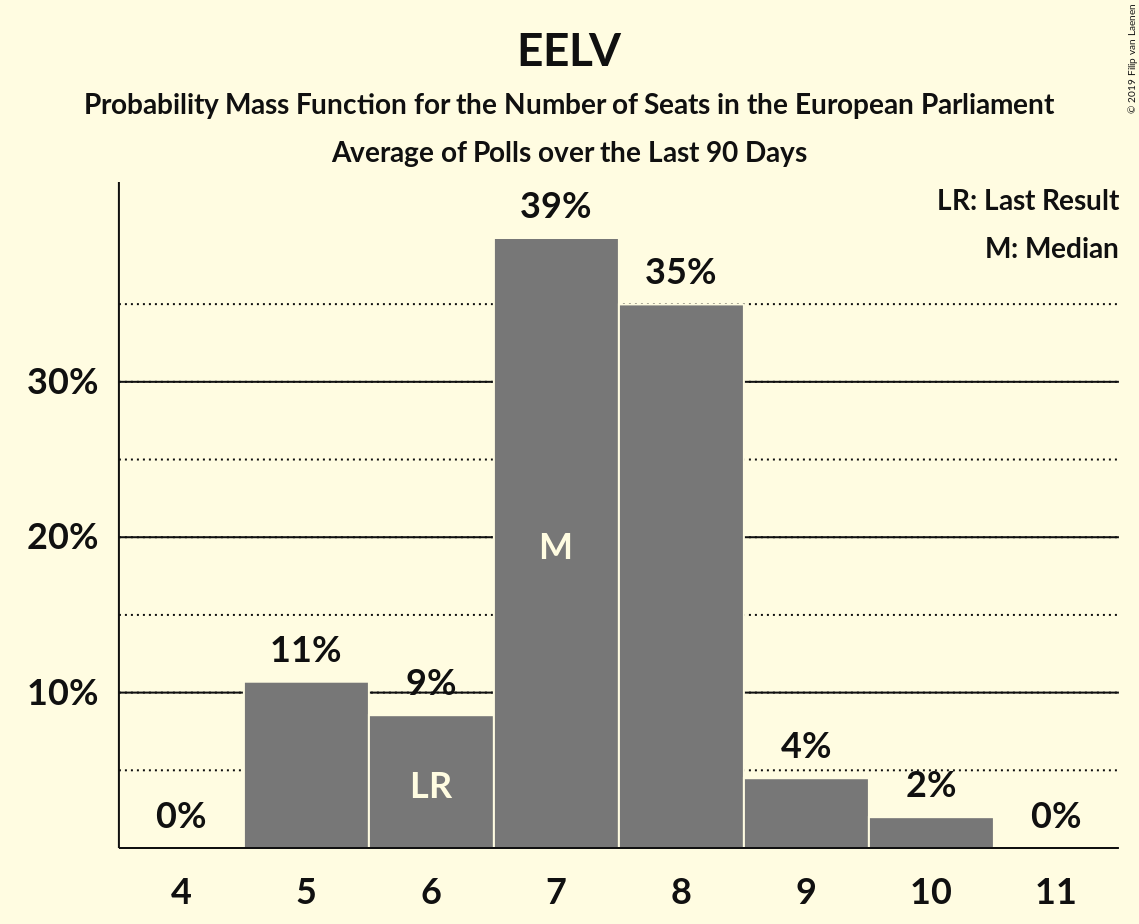 EELV
Probability Mass Function for the Number of Seats in the European Parliament
Average of Polls over the Last 90 Days
© 2019 Filip van Laenen
LR: Last Result
M: Median
39%
35%
30%
20%
M
11%
9%
10%
4%
LR
2%
0%
0%
4 5 6 7 8 9 10 11